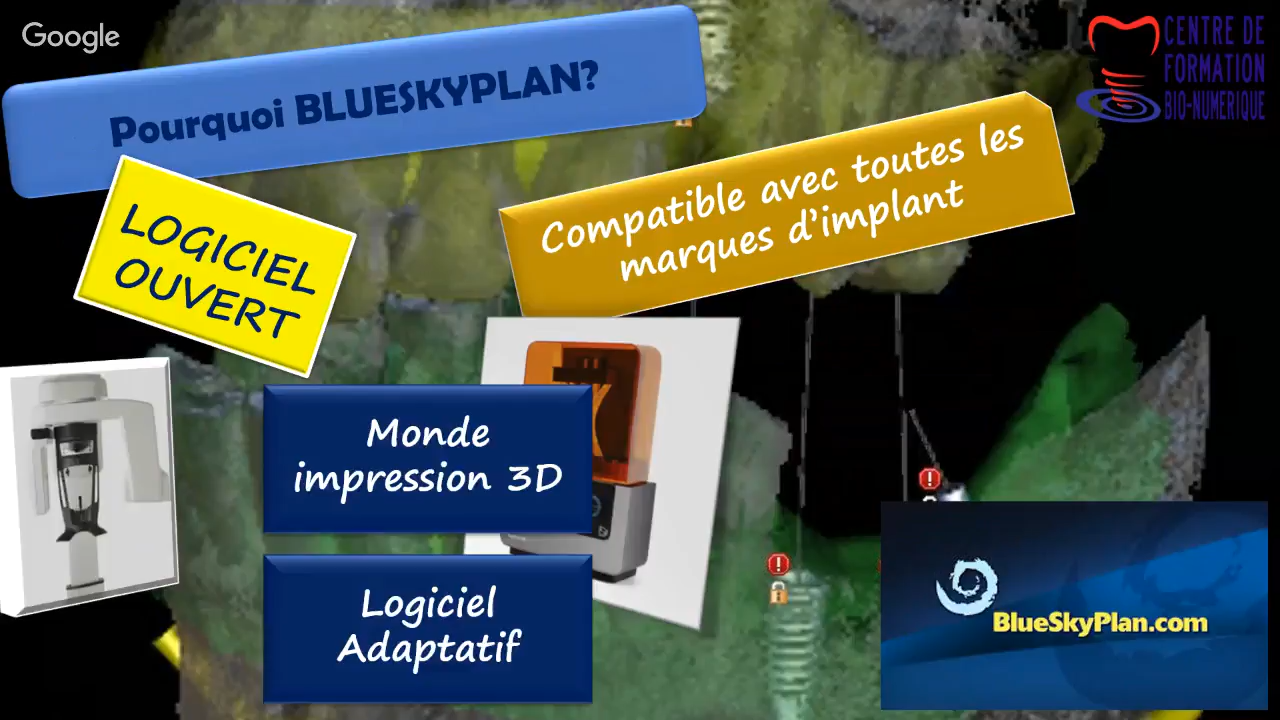 Google
Pourquoi BLUESKYPLAN?
CENTRE DE
FORMATION
BIO-NUMERIQUE
Compatible avec toutes les
marques d'implant
LOGICIEL
OUVERT
Monde
impression 3D
Logiciel
Adaptatif
BlueSkyPlan.com